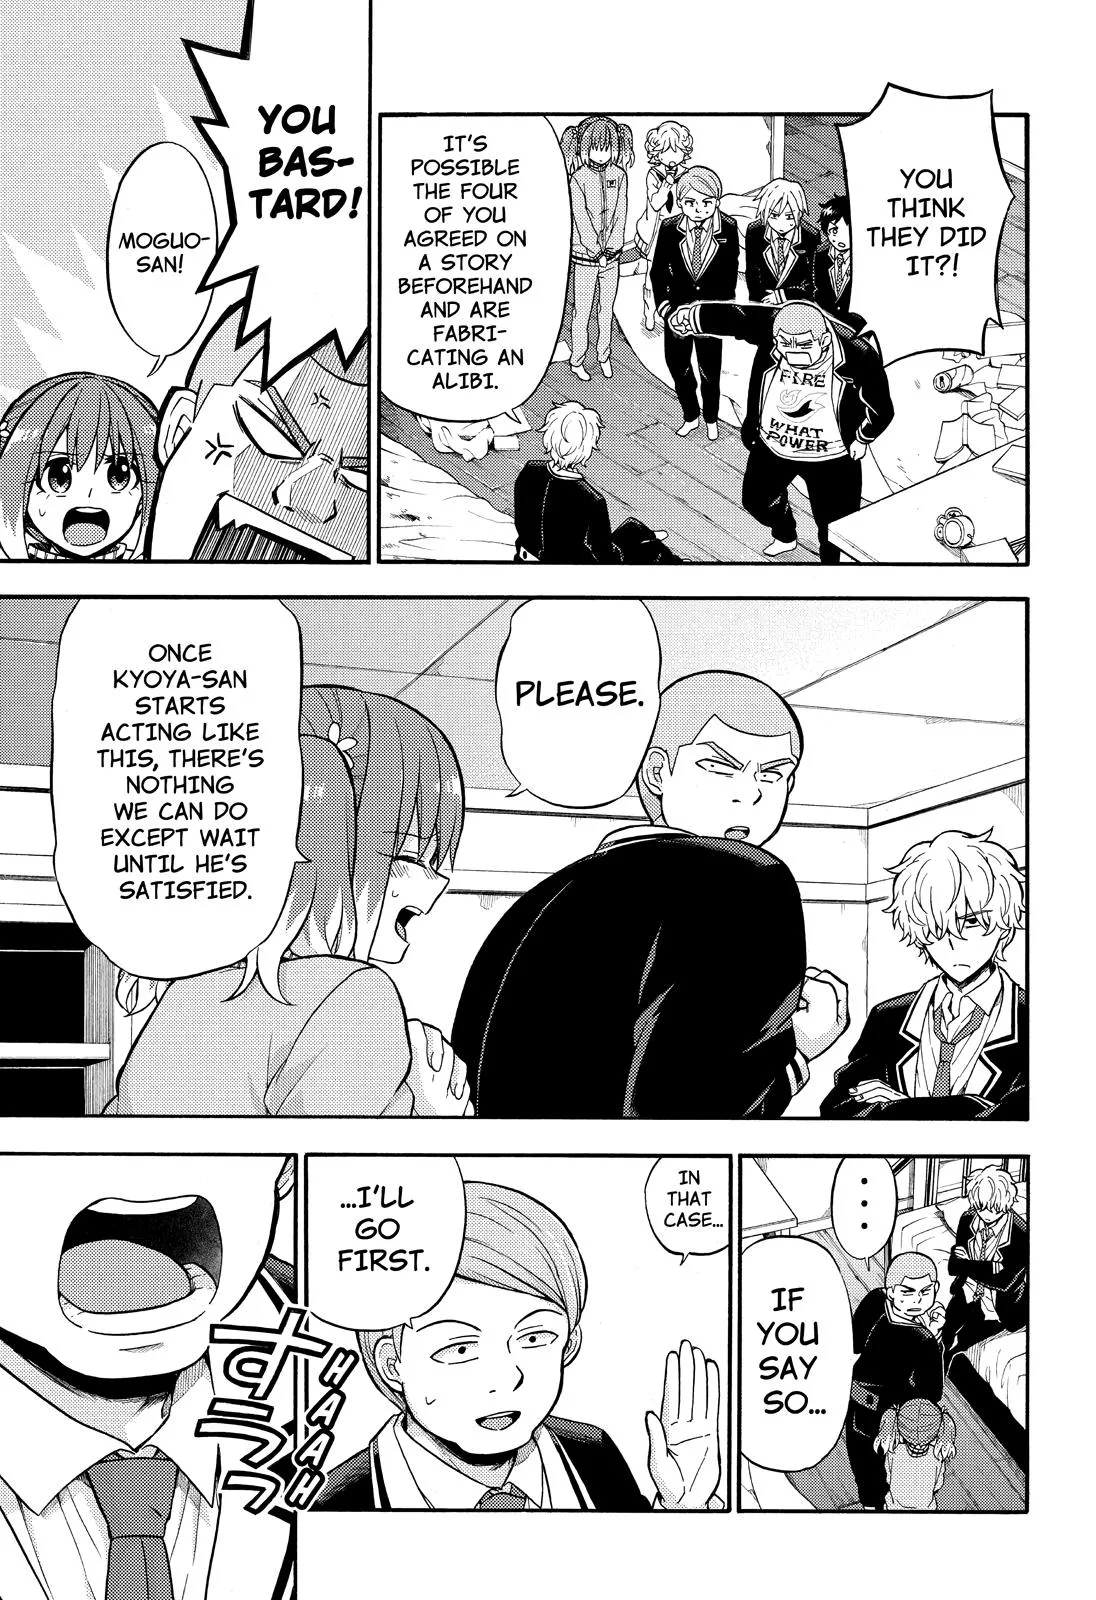 YOU
THINK
THEY DID
IT?!
IT'S
POSSIBLE
THE FOUR
OF YOU
AGREED ON
A STORY
BEFOREHAND
AND ARE
FABRI-
CATING AN
ALIBI.
FIRE
WHAT
POWER
YOU
BAS-
TARD!
MOGUO-
SAN!
PLEASE.
ONCE
KYOYA-SAN
STARTS
ACTING LIKE
THIS, THERE'S
NOTHING
WE CAN DO
EXCEPT WAIT
UNTIL HE'S
SATISFIED.
...
IF
YOU
SAY
SO...
IN
THAT
CASE...
...I'LL
GO
FIRST.
すうっ
HAAAH